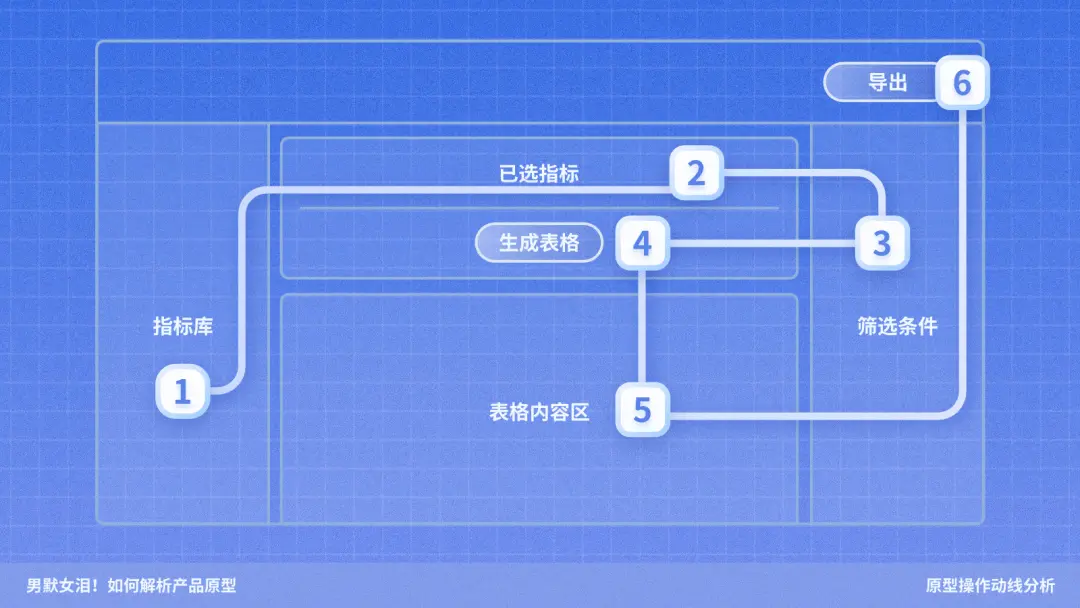 导出
6
已选指标
2
生成表格
4
3
指标库
筛选条件
1
表格内容区
5
男默女泪！如何解析产品原型
原型操作动线分析